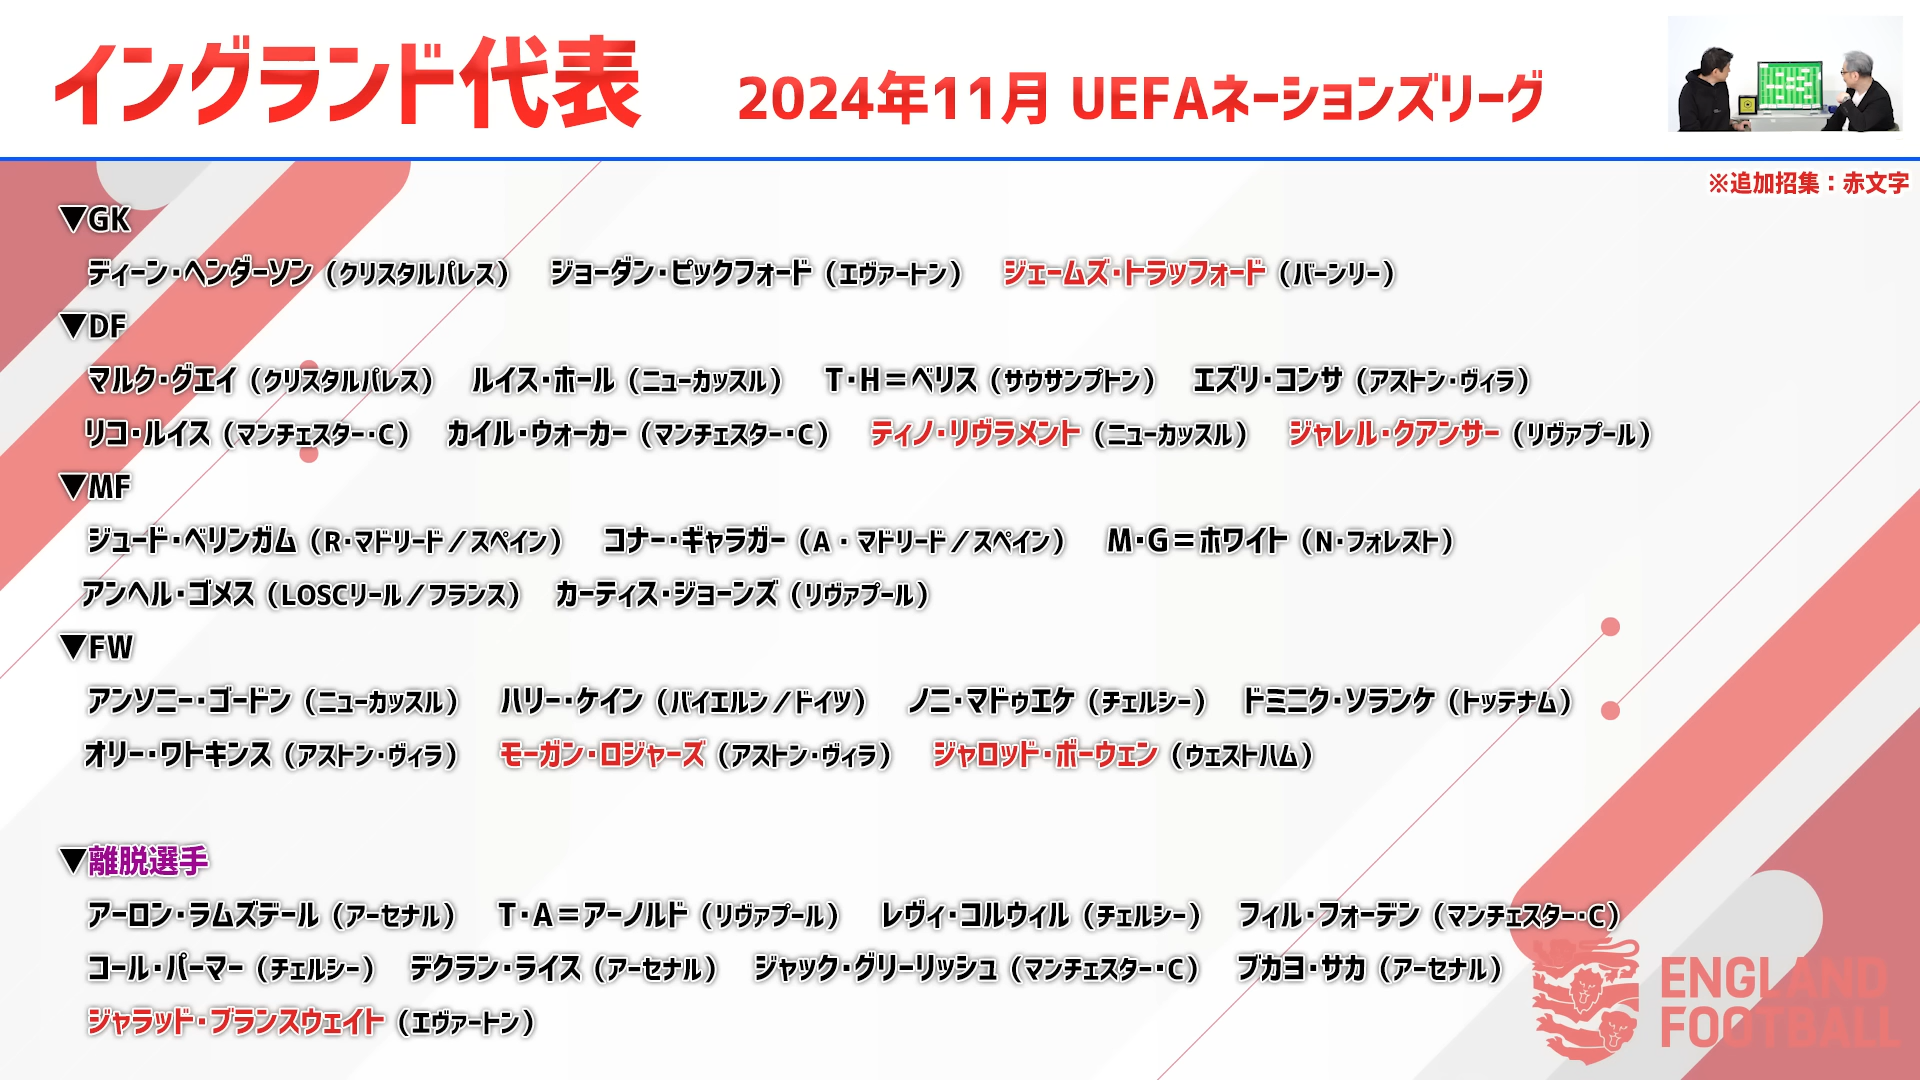 イングランド代表
2024年11月 UEFAネーションズリーグ
※追加招集：赤文字
▼GK
ディーン・ヘンダーソン（クリスタルパレス） ジョーダン・ピックフォード（エヴァートン） ジェームズ・トラッフォード（バーンリー）
▼DF
マルク・グエイ（クリスタルパレス） ルイス・ホール（ニューカッスル） T・H＝ベリス（サウサンプトン） エズリ・コンサ（アストン・ヴィラ）
リコ・ルイス（マンチェスター・C） カイル・ウォーカー（マンチェスター・C） ティノ・リヴラメント（ニューカッスル） ジャレル・クアンサー（リヴァプール）
▼MF
ジュード・ベリンガム（R・マドリード／スペイン） コナー・ギャラガー（A・マドリード／スペイン） M・G＝ホワイト（N・フォレスト）
アンヘル・ゴメス（LOSCリール／フランス） カーティス・ジョーンズ（リヴァプール）
▼FW
アンソニー・ゴードン（ニューカッスル） ハリー・ケイン（バイエルン／ドイツ） ノニ・マドゥエケ（チェルシー） ドミニク・ソランケ（トッテナム）
オリー・ワトキンス（アストン・ヴィラ） モーガン・ロジャーズ（アストン・ヴィラ） ジャロッド・ボーウェン（ウェストハム）
▼離脱選手
アーロン・ラムズデール（アーセナル） T・A＝アーノルド（リヴァプール） レヴィ・コルウィル（チェルシー） フィル・フォーデン（マンチェスター・C）
コール・パーマー（チェルシー） デクラン・ライス（アーセナル） ジャック・グリーリッシュ（マンチェスター・C） ブカヨ・サカ（アーセナル）
ジャラッド・ブランスウェイト（エヴァートン）
ENGLAND
FOOTBALL